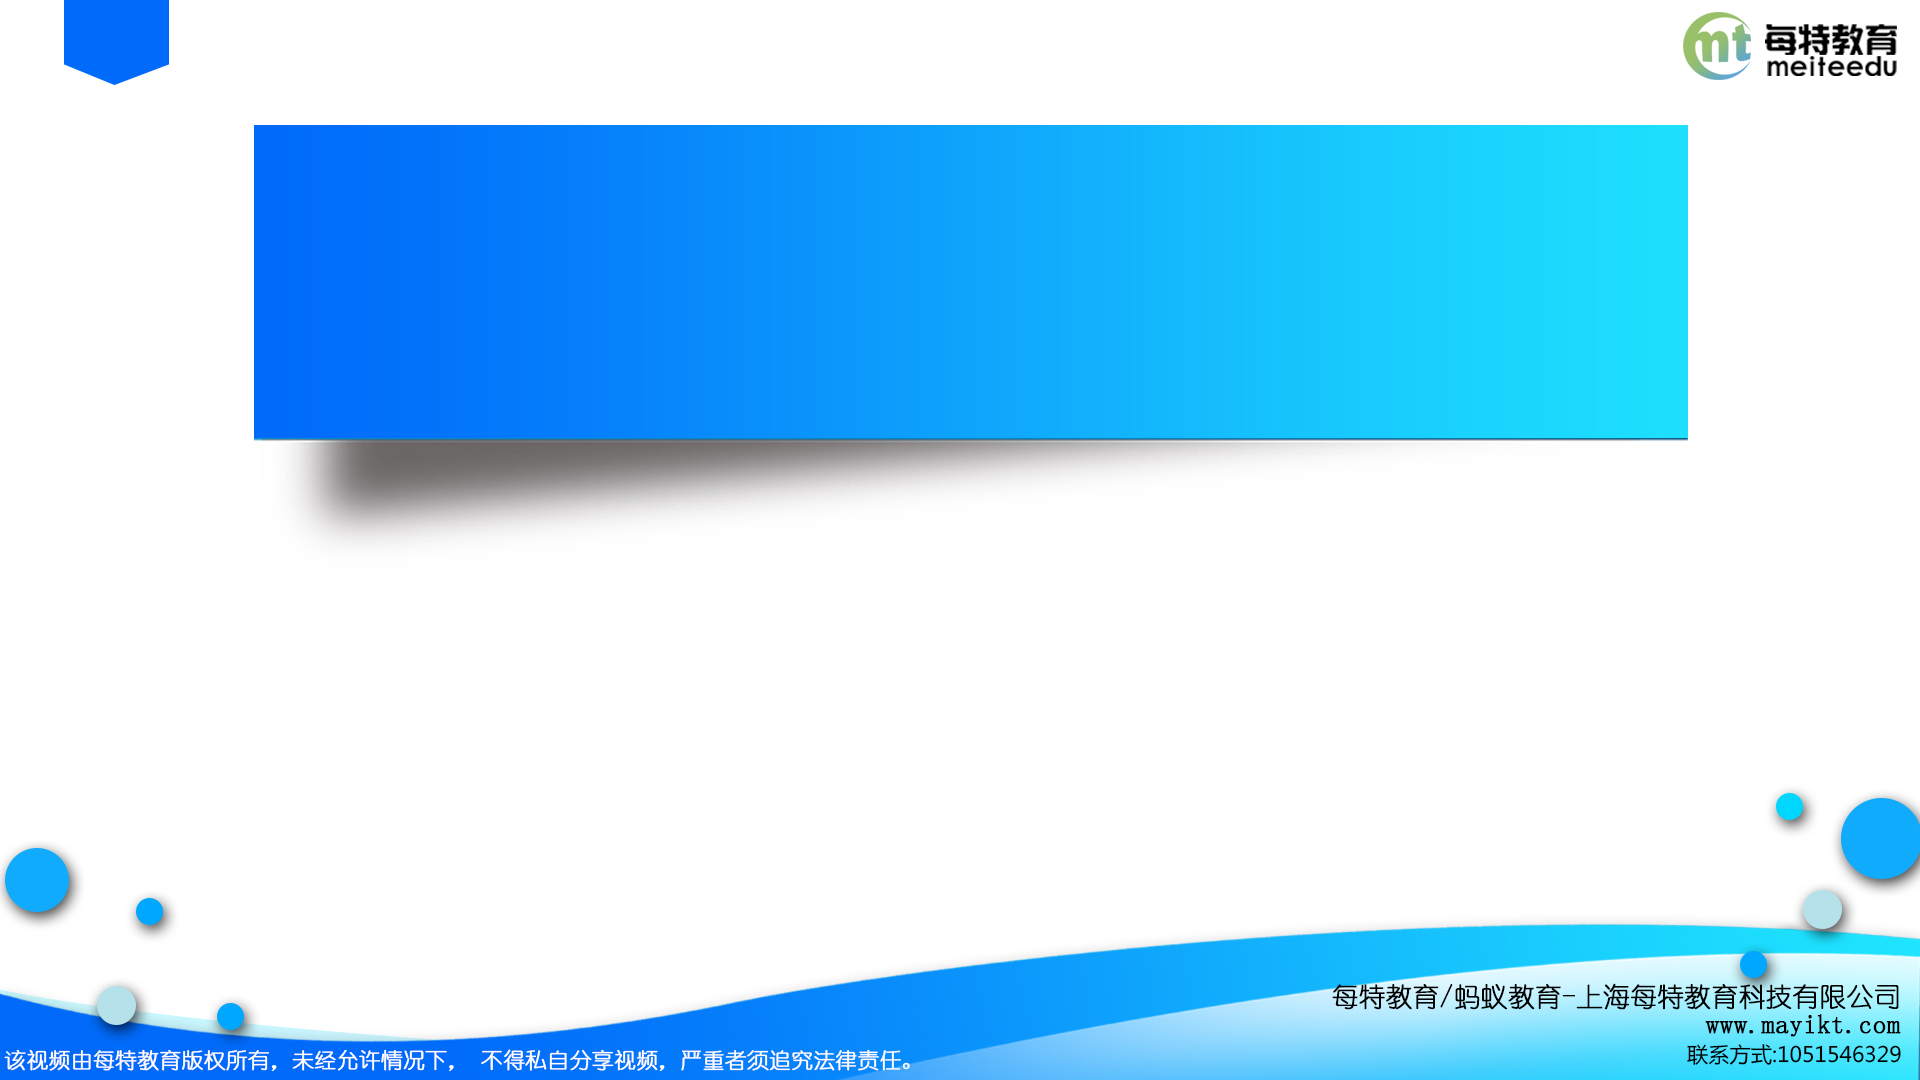 mt 每特教育
meiteedu
每特教育/蚂蚁教育-上海每特教育科技有限公司
www.mayikt.com
联系方式:1051546329
该视频由每特教育版权所有，未经允许情况下， 不得私自分享视频，严重者须追究法律责任。